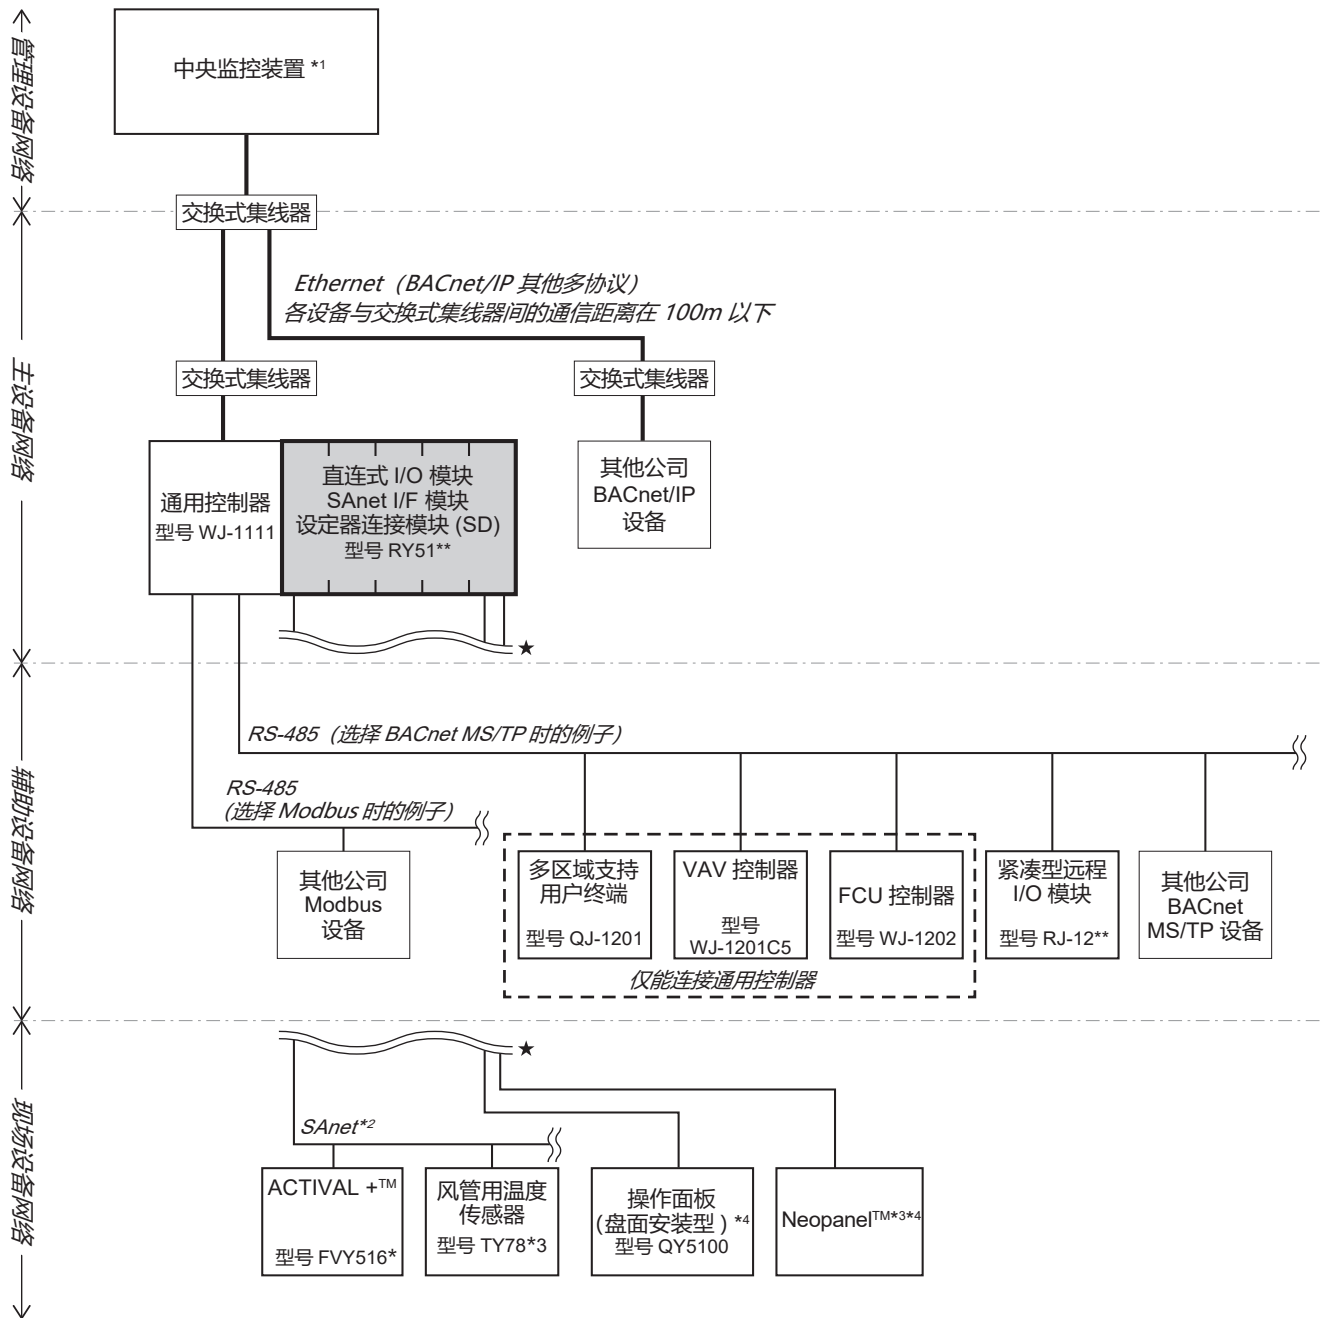 管理设备网络
中央监控装置 *1
交换式集线器
主设备网络
Ethernet（BACnet/IP 其他多协议）
各设备与交换式集线器间的通信距离在 100m 以下
交换式集线器
交换式集线器
通用控制器
型号 WJ-1111
直连式 I/O 模块
SAnet I/F 模块
设定器连接模块 (SD)
型号 RY51**
其他公司
BACnet/IP
设备
★
辅助设备网络
RS-485（选择 BACnet MS/TP 时的例子）
RS-485
(选择 Modbus 时的例子）
其他公司
Modbus
设备
多区域支持
用户终端
型号 QJ-1201
VAV 控制器
型号
WJ-1201C5
FCU 控制器
型号 WJ-1202
紧凑型远程
I/O 模块
型号 RJ-12**
其他公司
BACnet
MS/TP 设备
仅能连接通用控制器
现场设备网络
★
SAnet*2
ACTIVAL +TM
型号 FVY516*
风管用温度
传感器
型号 TY78*3
操作面板
(盘面安装型 ) *4
型号 QY5100
NeopanelTM*3*4